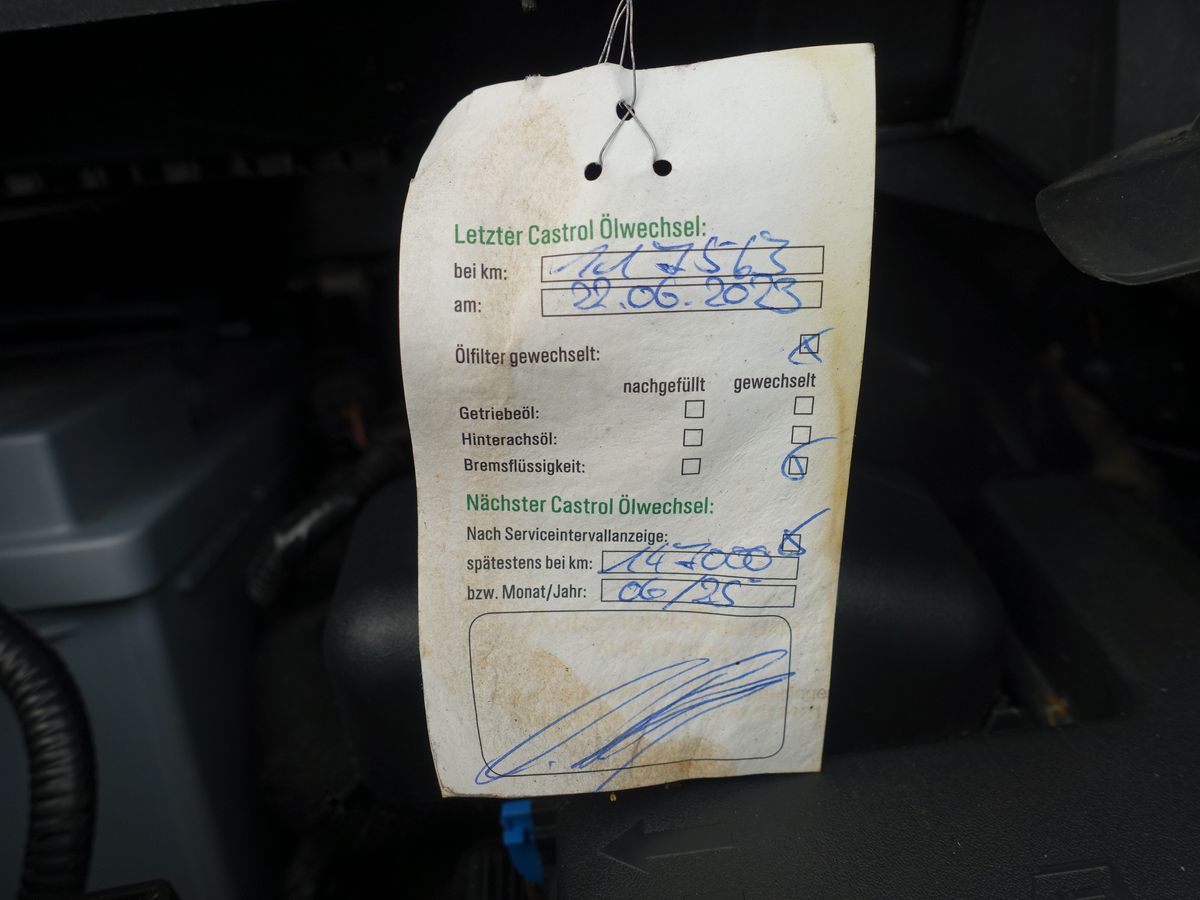 Letzter Castrol Ölwechsel:
bei km: 117563
am: 22.06.2023
Ölfilter gewechselt:
nachgefüllt gewechselt
Getriebeöl:
Hinterachsöl:
Bremsflüssigkeit:
Nächster Castrol Ölwechsel:
Nach Serviceintervallanzeige:
spätestens bei km: 147000
bzw. Monat/Jahr: 06/25